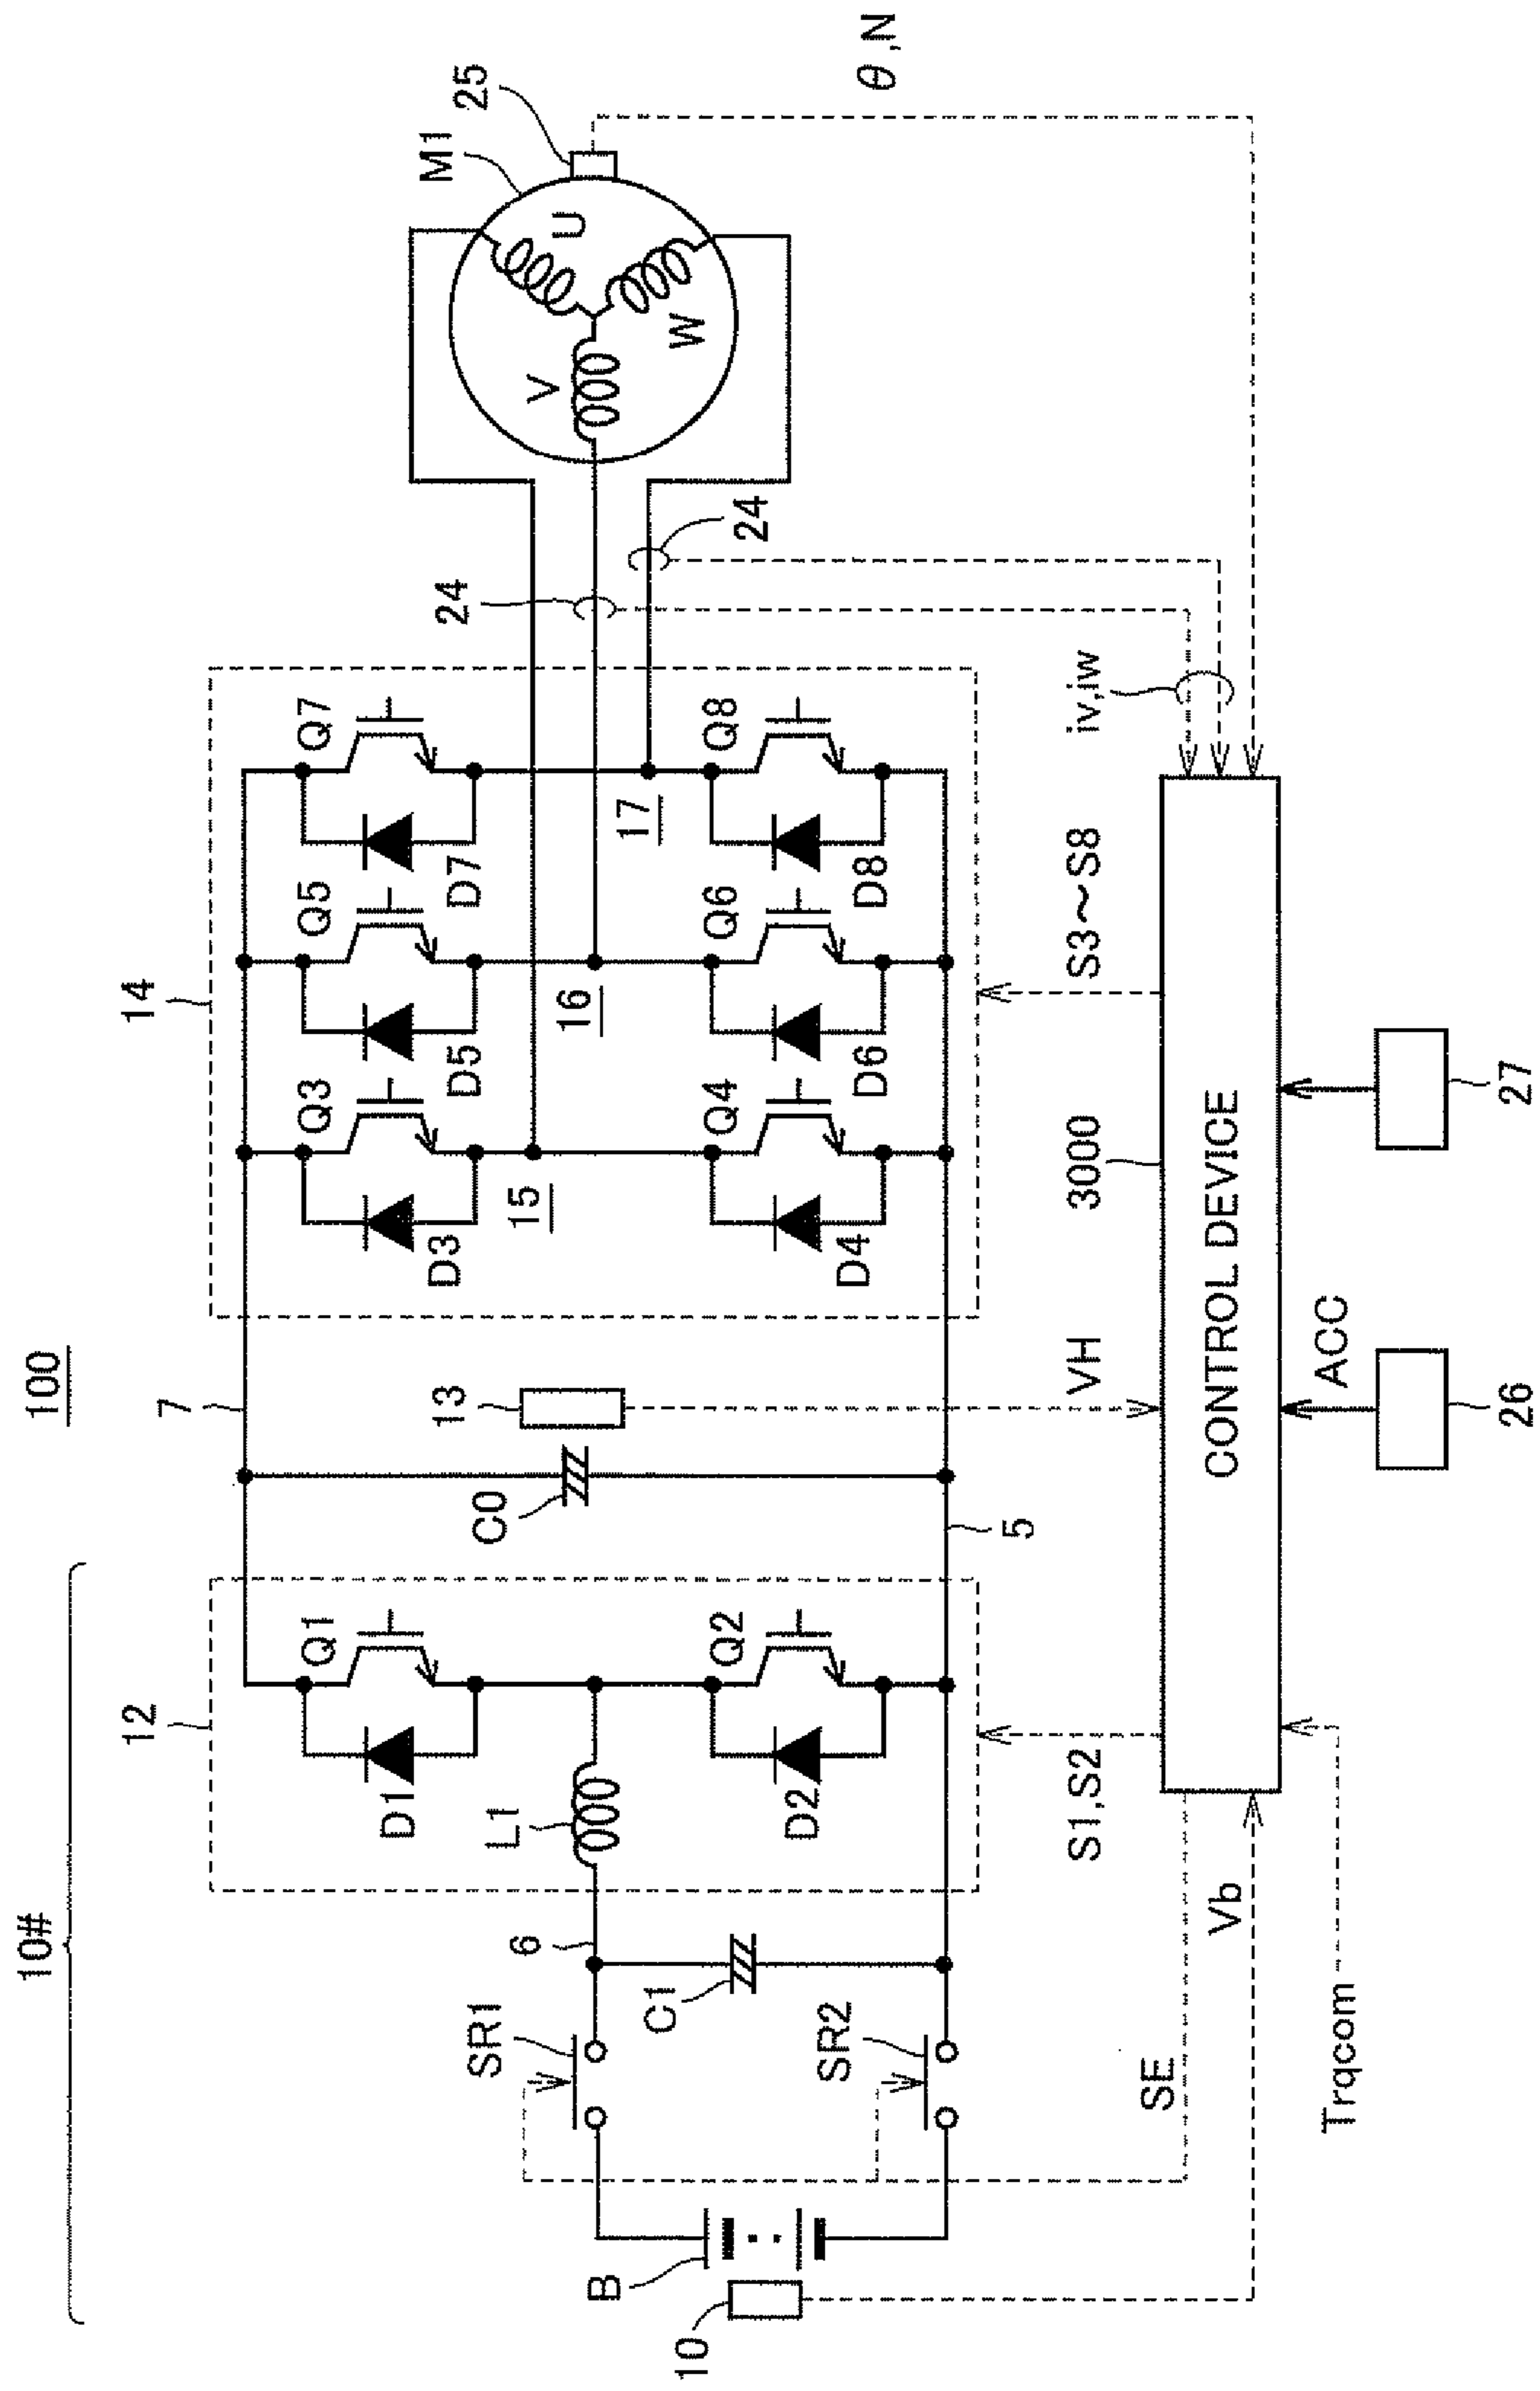 100
10#
12
7
14
Q1
D1
Q2
D2
L1
6
SR1
C1
SR2
B
10
C0
13
5
Q3
D3
Q5
D5
Q7
D7
15
16
17
Q4
D4
Q6
D6
Q8
D8
24
24
M1
25
U
V
W
θ,N
SE
Vb
S1,S2
VH
3000
S3~S8
iv,iw
CONTROL DEVICE
Trqcom
ACC
26
27